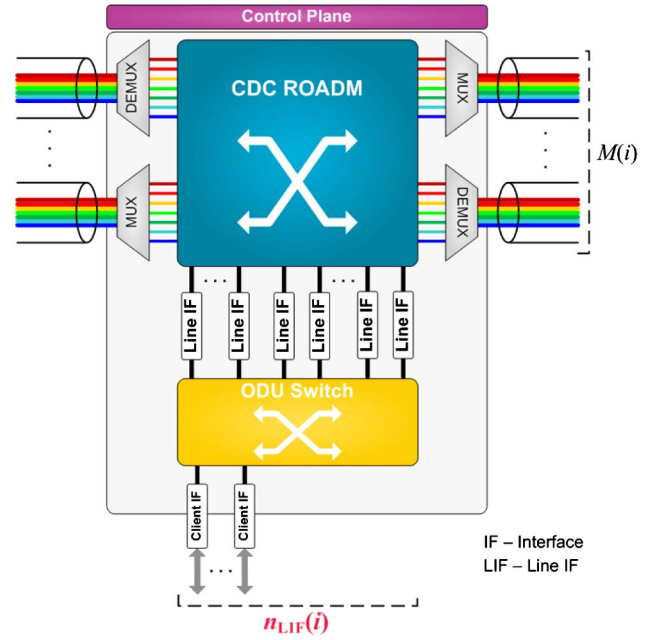 Control Plane
DEMUX
CDC ROADM
MUX
M(i)
MUX
DEMUX
Line IF
Line IF
Line IF
Line IF
Line IF
Line IF
ODU Switch
Client IF
Client IF
IF – Interface
LIF – Line IF
nLIF(i)